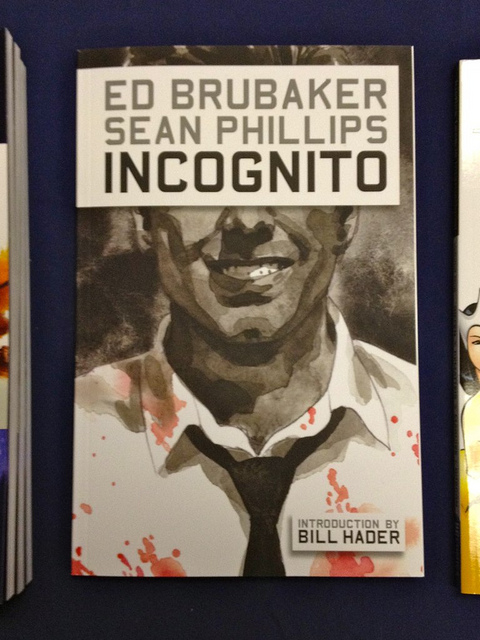 ED BRUBAKER
SEAN PHILLIPS
INCOGNITO
INTRODUCTION BY
BILL HADER